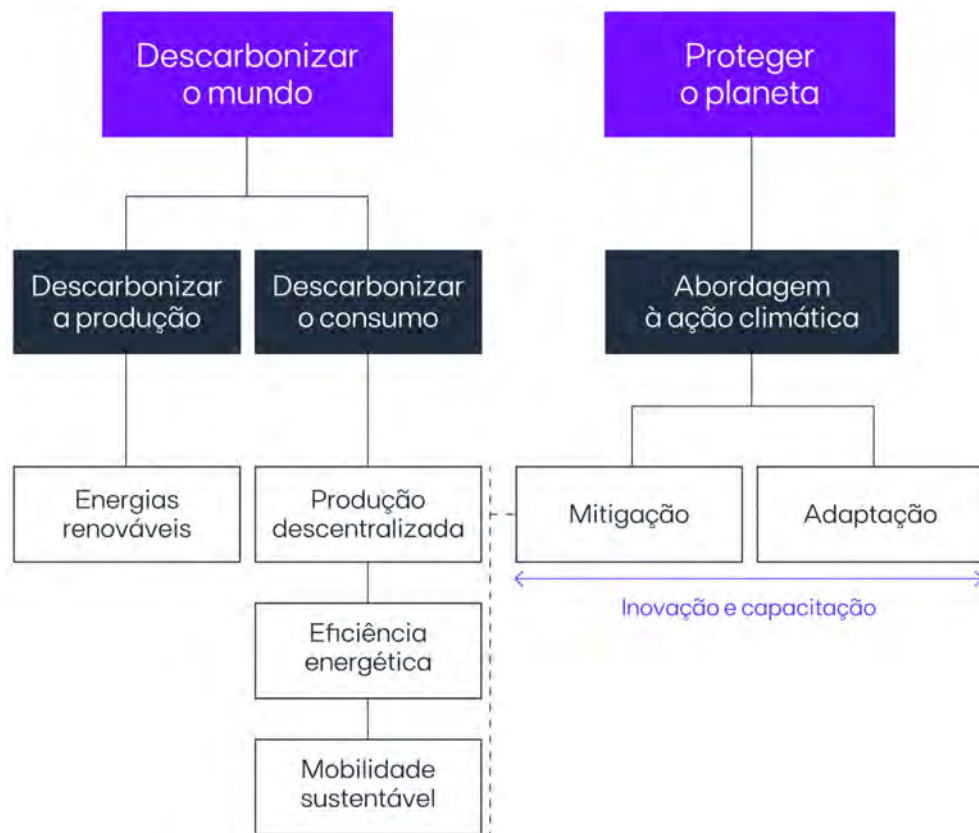 Descarbonizar
o mundo
Proteger
o planeta
Descarbonizar
a produção
Descarbonizar
o consumo
Abordagem
à ação climática
Energias
renováveis
Produção
descentralizada
Mitigação
Adaptação
Inovação e capacitação
Eficiência
energética
Mobilidade
sustentável